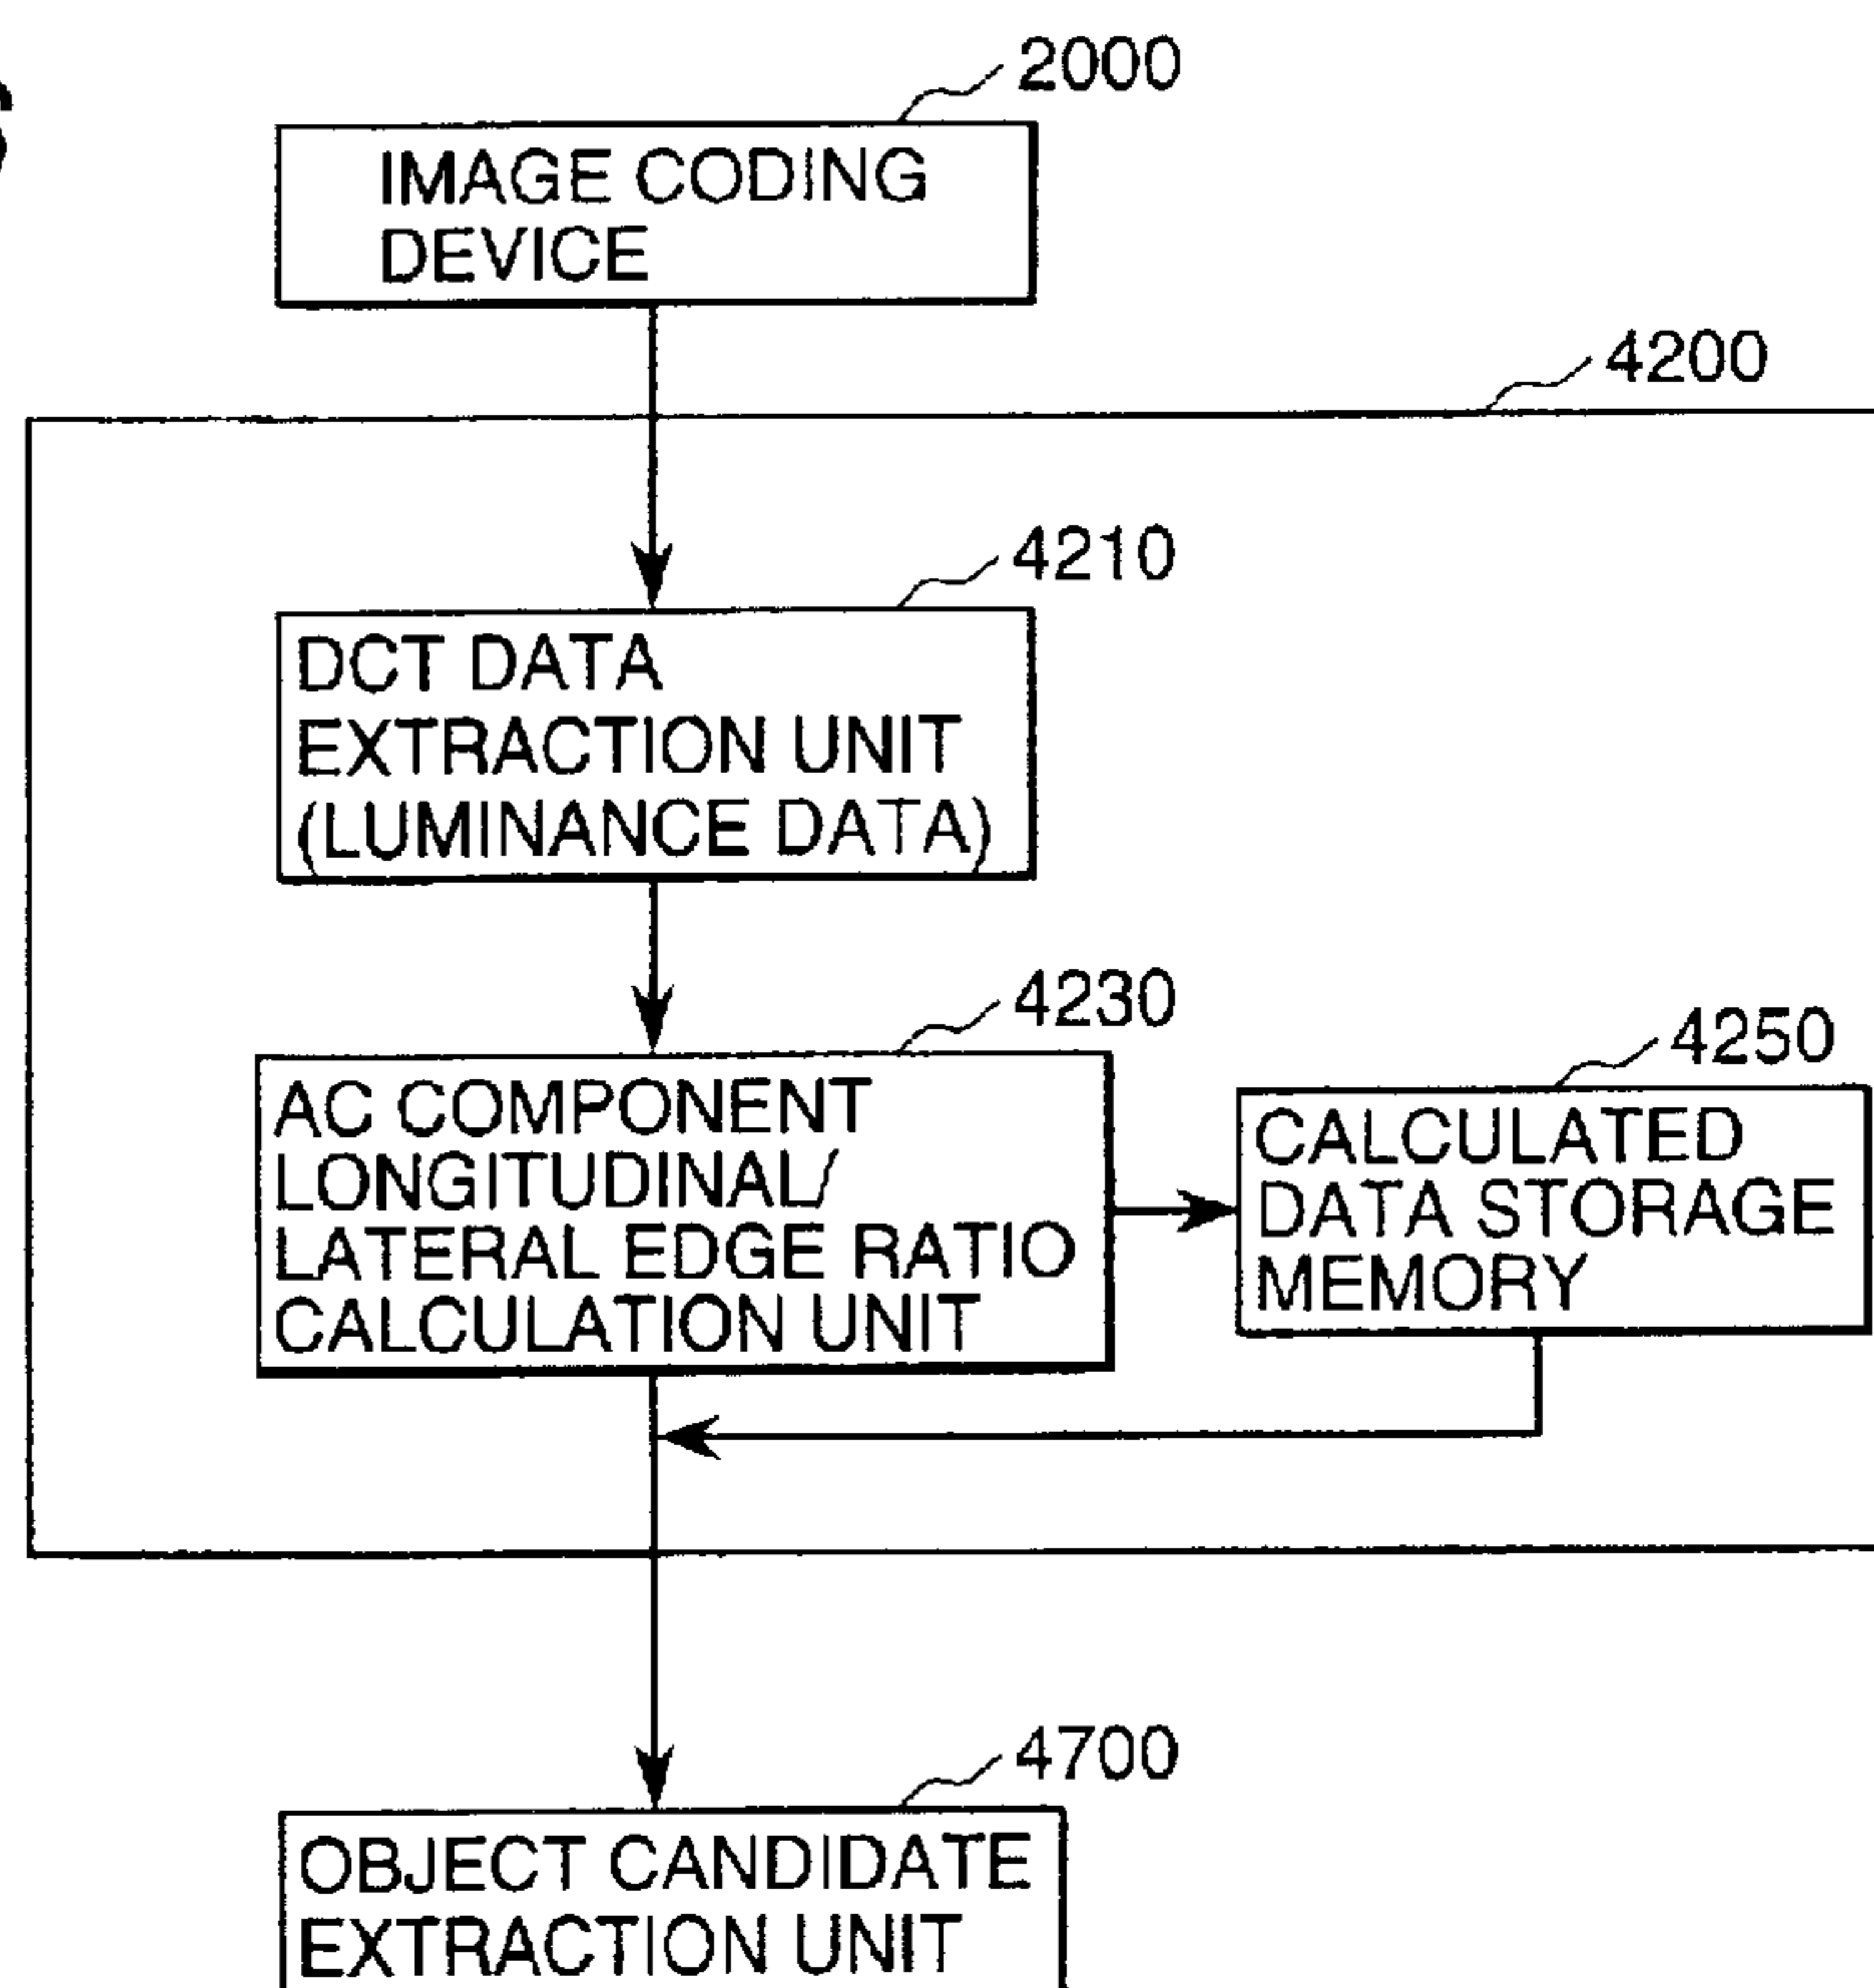 2000
IMAGE CODING
DEVICE
4200
4210
DCT DATA
EXTRACTION UNIT
(LUMINANCE DATA)
4230
AC COMPONENT
LONGITUDINAL/
LATERAL EDGE RATIO
CALCULATION UNIT
4250
CALCULATED
DATA STORAGE
MEMORY
4700
OBJECT CANDIDATE
EXTRACTION UNIT